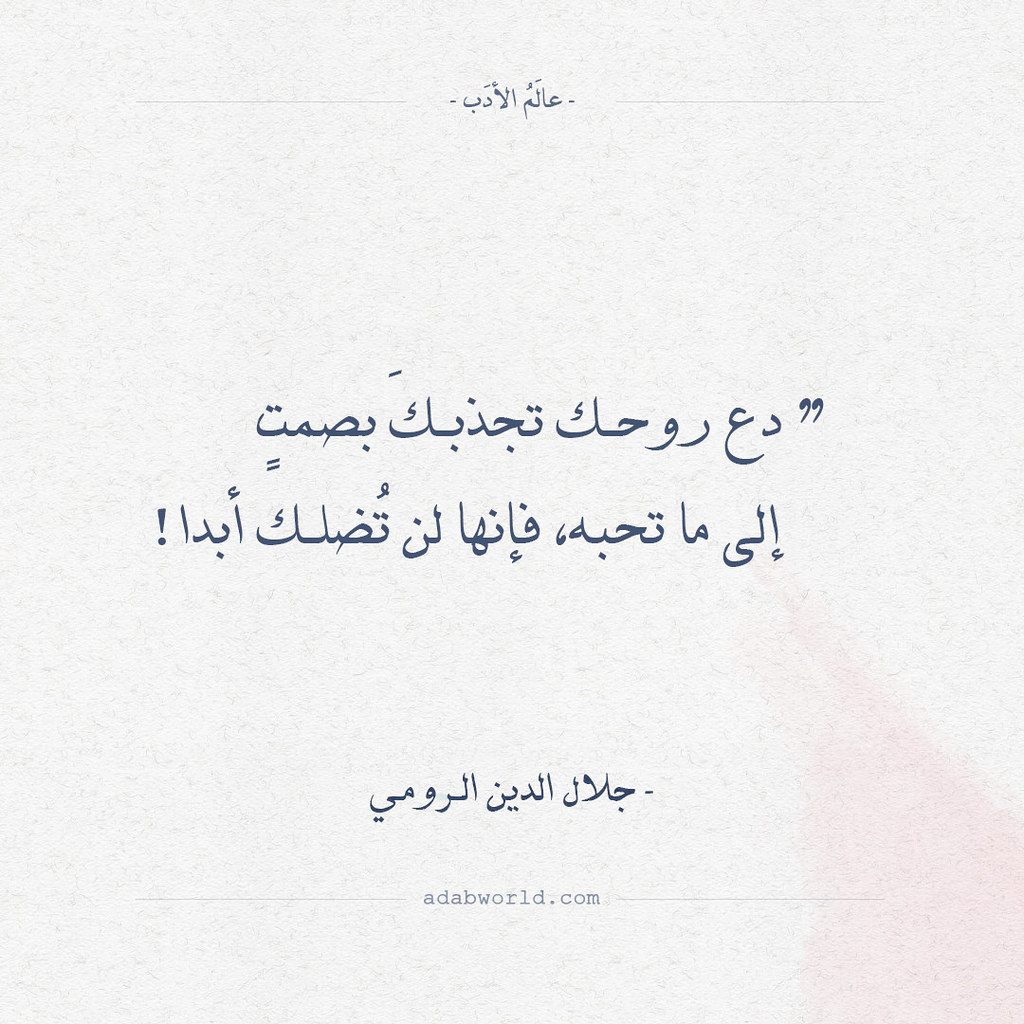 - عالَمُ الأدَب -
” دع روحك تجذبكَ بصمتٍ
إلى ما تحبه، فإنها لن تُضلك أبدا !
- جلال الدين الرومي
adabworld.com